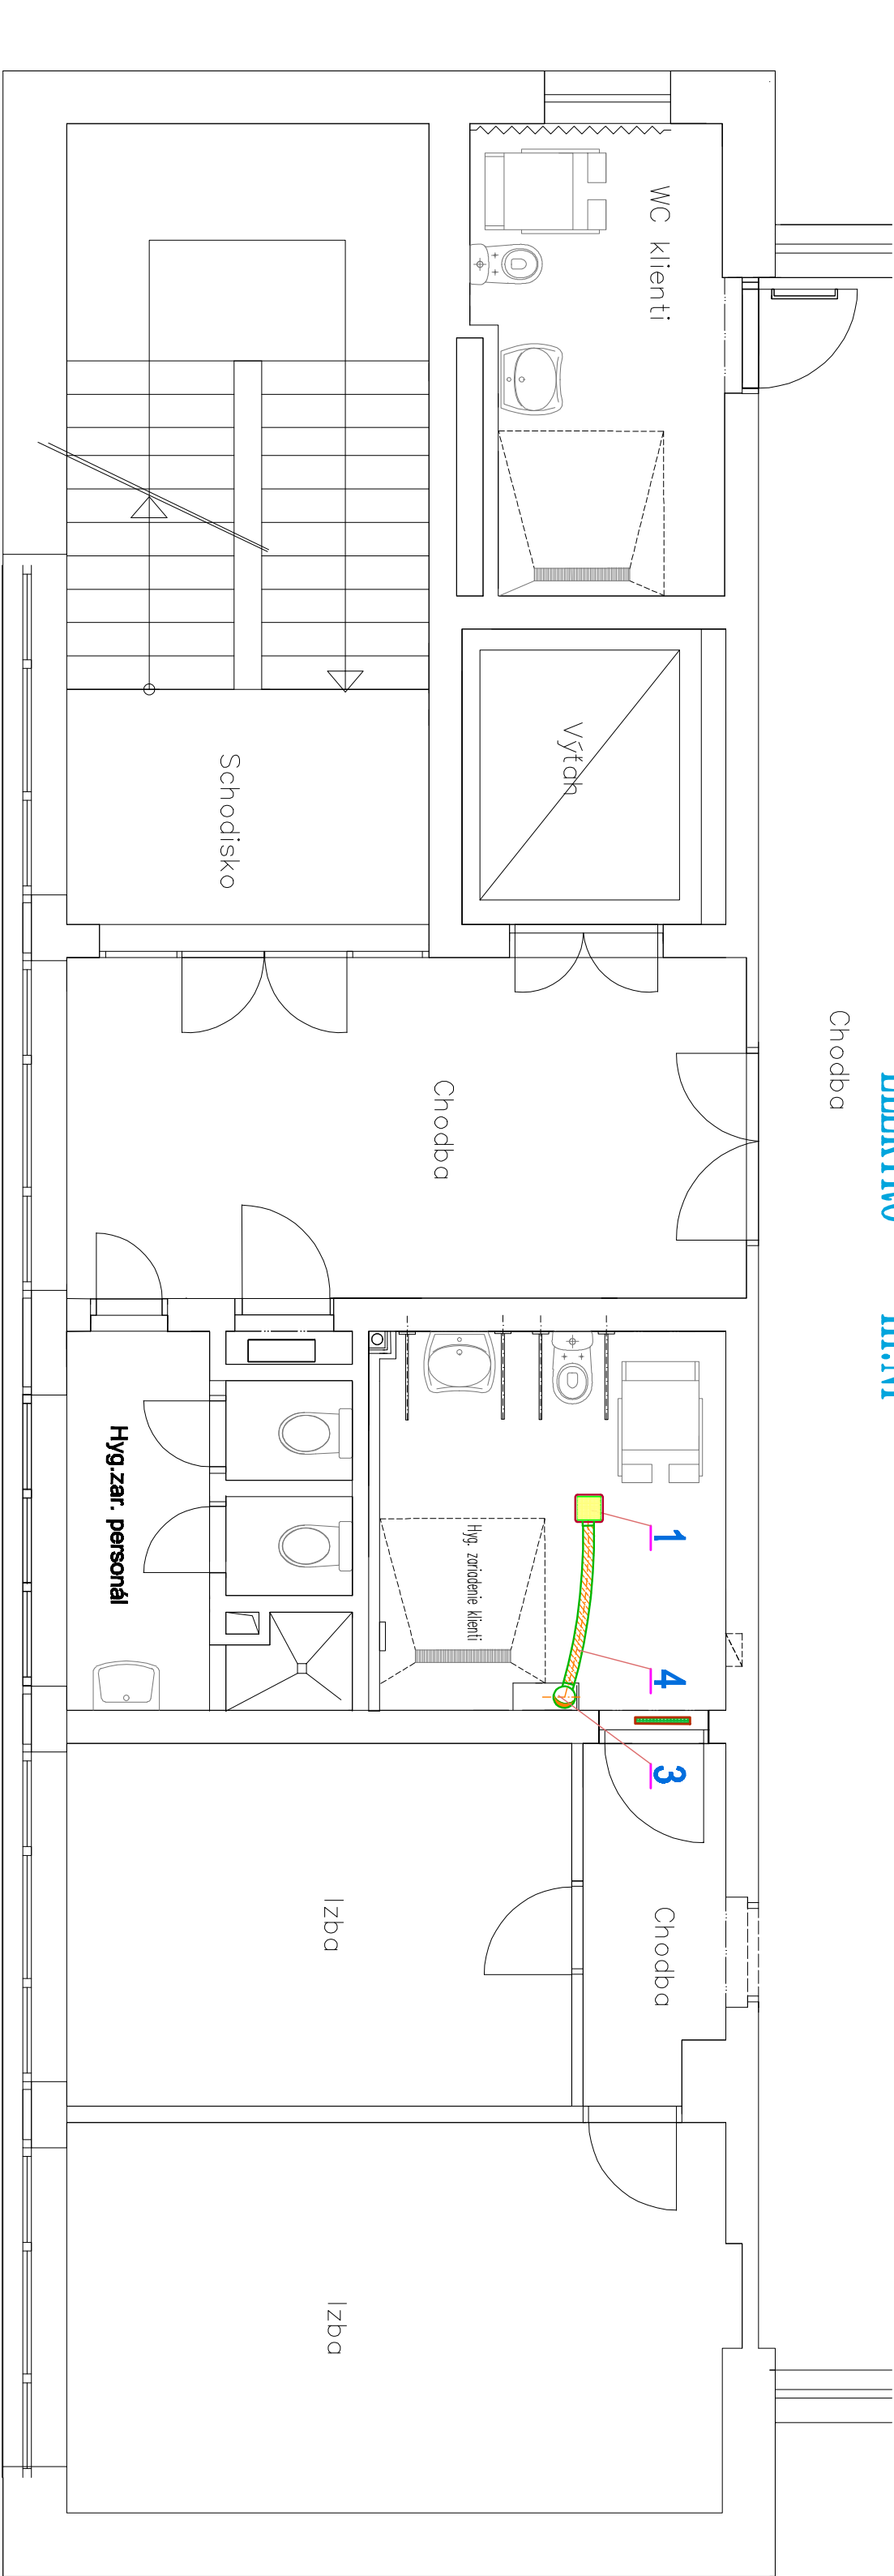 WC klienti
Výťah
Schodisko
Chodba
Chodba
Hyg.zar. personál
Hyg. zariadenie klienti
1
4
3
Izba
Chodba
Izba